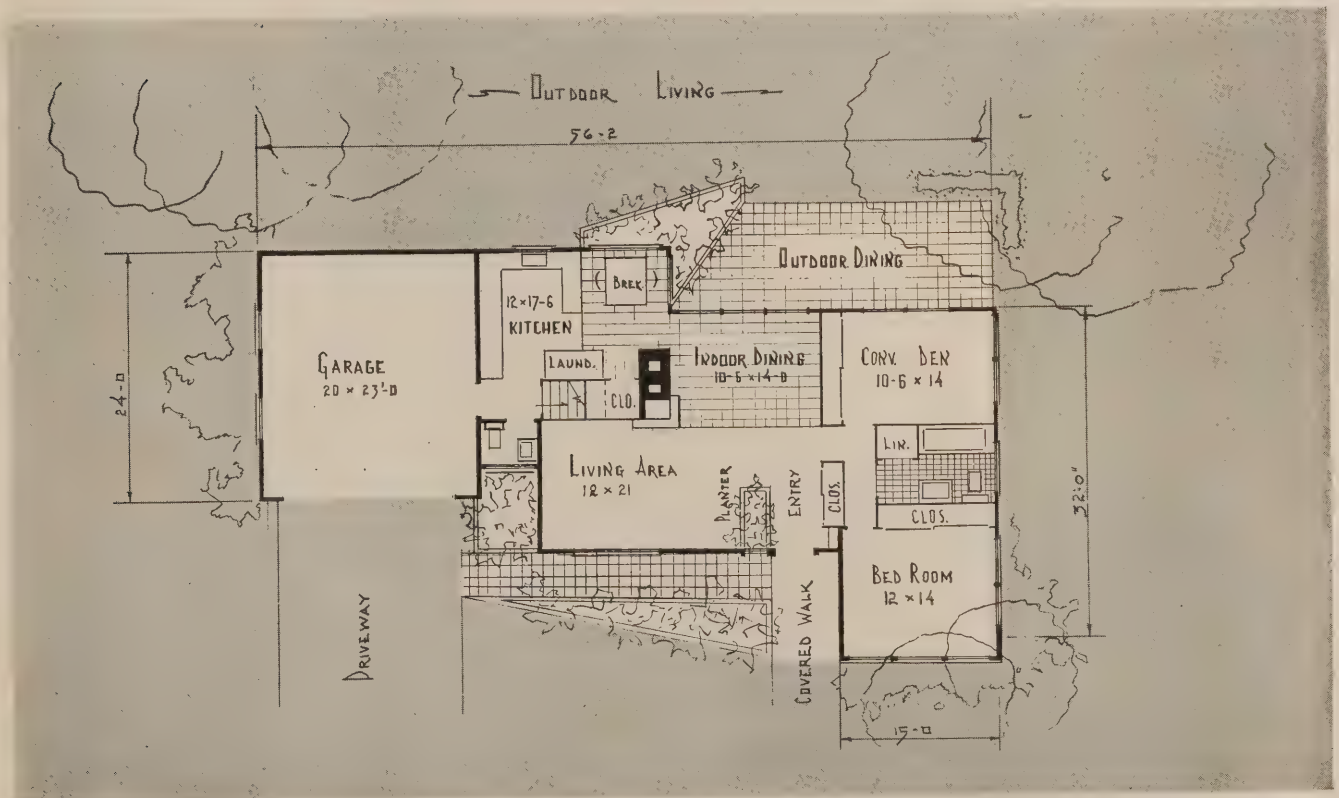 OUTDOOR LIVING
56-2
OUTDOOR DINING
BREK.
12×17-6
KITCHEN
GARAGE
20 × 23'-0
24-0
LAUND.
CLO.
INDOOR DINING
10-6 × 14-0
CONV. DEN
10-6 × 14
LIN.
LIVING AREA
12 × 21
PLANTER
ENTRY
CLOS.
CLOS.
32'-0"
BED ROOM
12 × 14
DRIVEWAY
COVERED WALK
15-0